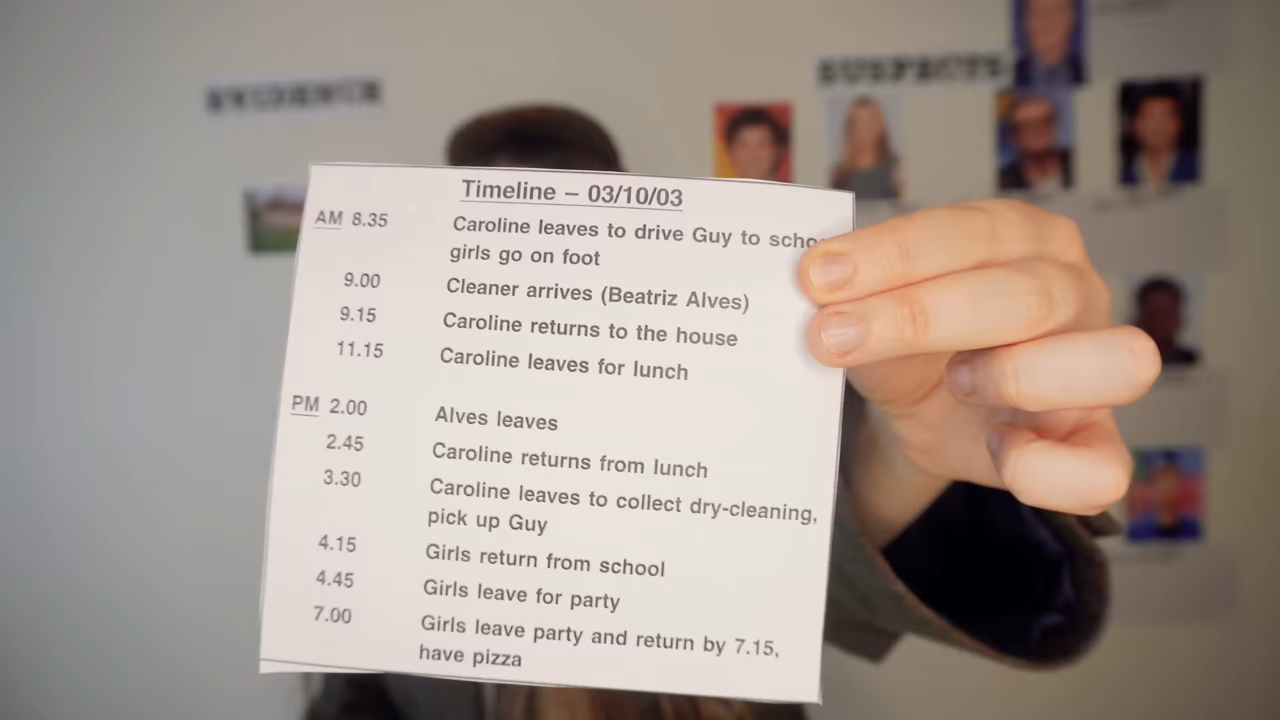 EVIDENCE
SUSPECTS
Timeline – 03/10/03
AM 8.35 Caroline leaves to drive Guy to
girls go on foot
9.00 Cleaner arrives (Beatriz Alves)
9.15 Caroline returns to the house
11.15 Caroline leaves for lunch
PM 2.00 Alves leaves
2.45 Caroline returns from lunch
3.30 Caroline leaves to collect dry-cleaning,
pick up Guy
4.15 Girls return from school
4.45 Girls leave for party
7.00 Girls leave party and return by 7.15,
have pizza